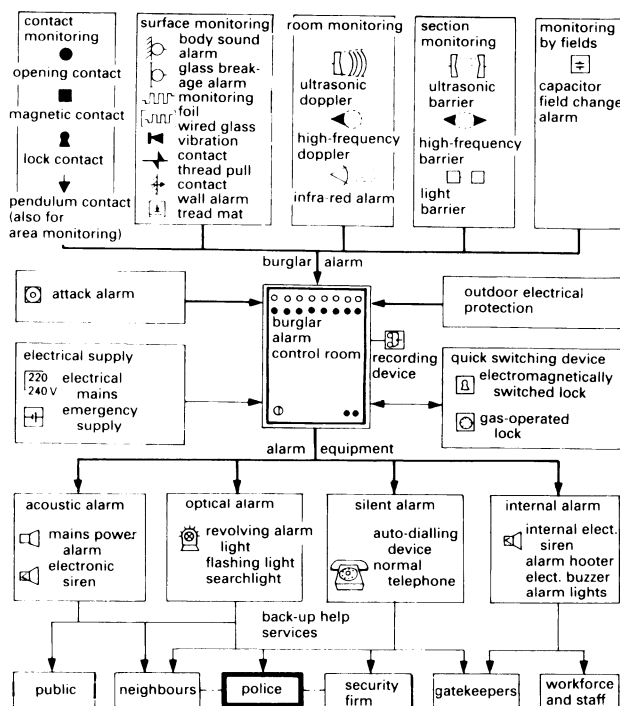 contact
monitoring
opening contact
magnetic contact
lock contact
pendulum contact
(also for
area monitoring)
surface monitoring
body sound
alarm
glass break-
age alarm
monitoring
foil
wired glass
vibration
contact
thread pull
contact
wall alarm
tread mat
room monitoring
ultrasonic
doppler
high-frequency
doppler
infra-red alarm
section
monitoring
ultrasonic
barrier
high-frequency
barrier
light
barrier
monitoring
by fields
capacitor
field change
alarm
burglar alarm
attack alarm
electrical supply
220
240 V
electrical
mains
emergency
supply
burglar
alarm
control room
recording
device
outdoor electrical
protection
quick switching device
electromagnetically
switched lock
gas-operated
lock
alarm equipment
acoustic alarm
mains power
alarm
electronic
siren
optical alarm
revolving alarm
light
flashing light
searchlight
silent alarm
auto-dialling
device
normal
telephone
internal alarm
internal elect.
siren
alarm hooter
elect. buzzer
alarm lights
back-up help
services
public
neighbours
police
security
firm
gatekeepers
workforce
and staff